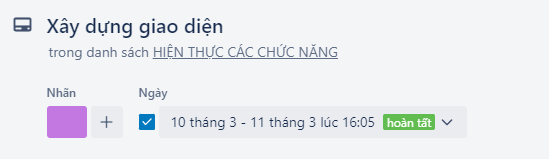 Xây dựng giao diện
trong danh sách HIỆN THỰC CÁC CHỨC NĂNG
Nhãn Ngày
+ 10 tháng 3 - 11 tháng 3 lúc 16:05 hoàn tất